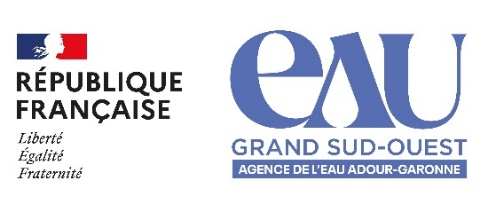 RÉPUBLIQUE
FRANÇAISE
Liberté
Égalité
Fraternité
eAU
GRAND SUD-OUEST
AGENCE DE L'EAU ADOUR-GARONNE